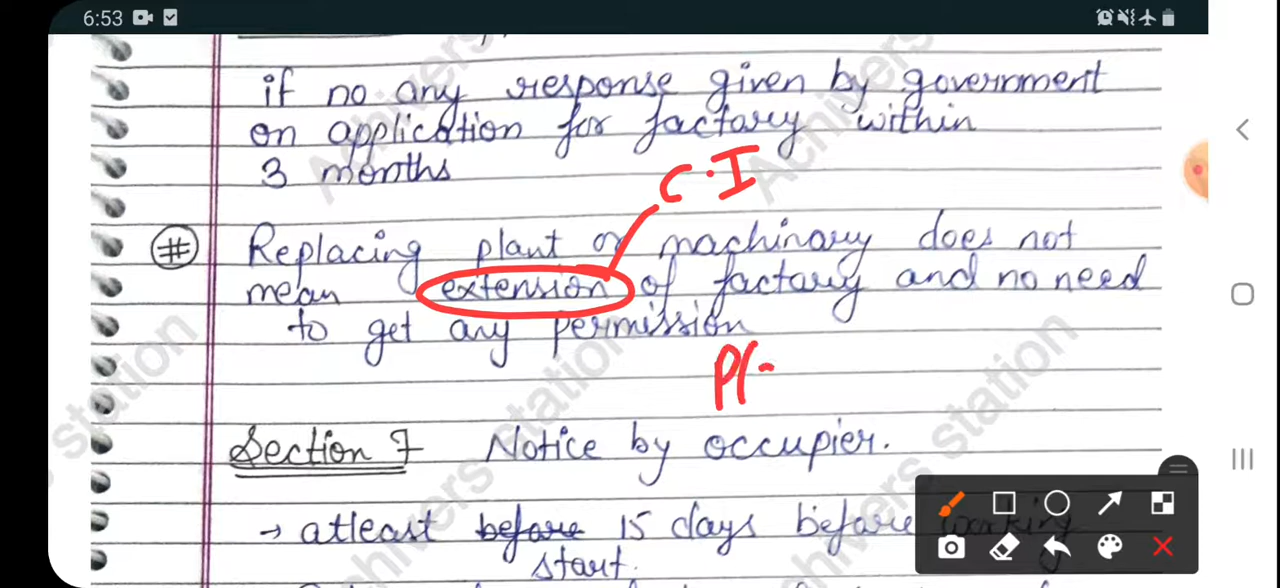 6:53
if no any response given by government
on application for factory within
3 months
C.I
# Replacing plant or machinary does not
mean extension of factory and no need
to get any permission
Section 7 Notice by occupier.
→ atleast before 15 days before working
start.
Achivers station